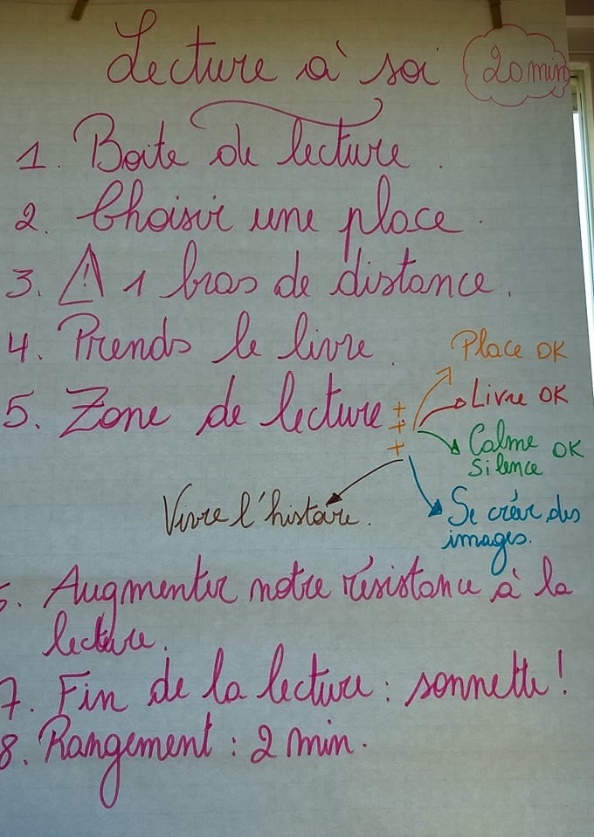 Lecture à soi 20 min
1. Boite de lecture.
2. Choisir une place.
3. ⚠ 1 bras de distance.
4. Prends le livre.
5. Zone de lecture +++
Place OK
Livre OK
Calme OK
Silence
Se créer des
images.
Vivre l'histoire.
6. Augmenter notre résistance à la
lecture.
7. Fin de la lecture : sonnette !
8. Rangement : 2 min.